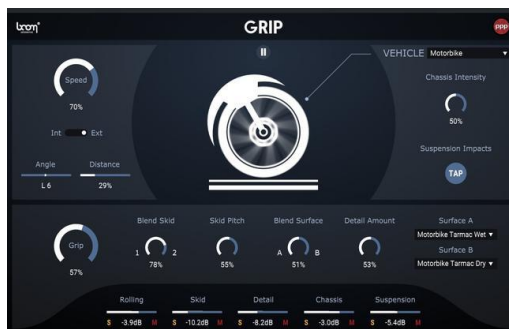 boom
GRIP
ppp
VEHICLE Motorbike
Speed
70%
Chassis Intensity
50%
Int Ext
Suspension Impacts
TAP
Angle Distance
L 6 29%
Blend Skid Skid Pitch Blend Surface Detail Amount Surface A
Motorbike Tarmac Wet
Grip 1 2 A B Surface B
Motorbike Tarmac Dry
57% 78% 55% 51% 53%
Rolling Skid Detail Chassis Suspension
S -3.9dB M S -10.2dB M S -8.2dB M S -3.0dB M S -5.4dB M